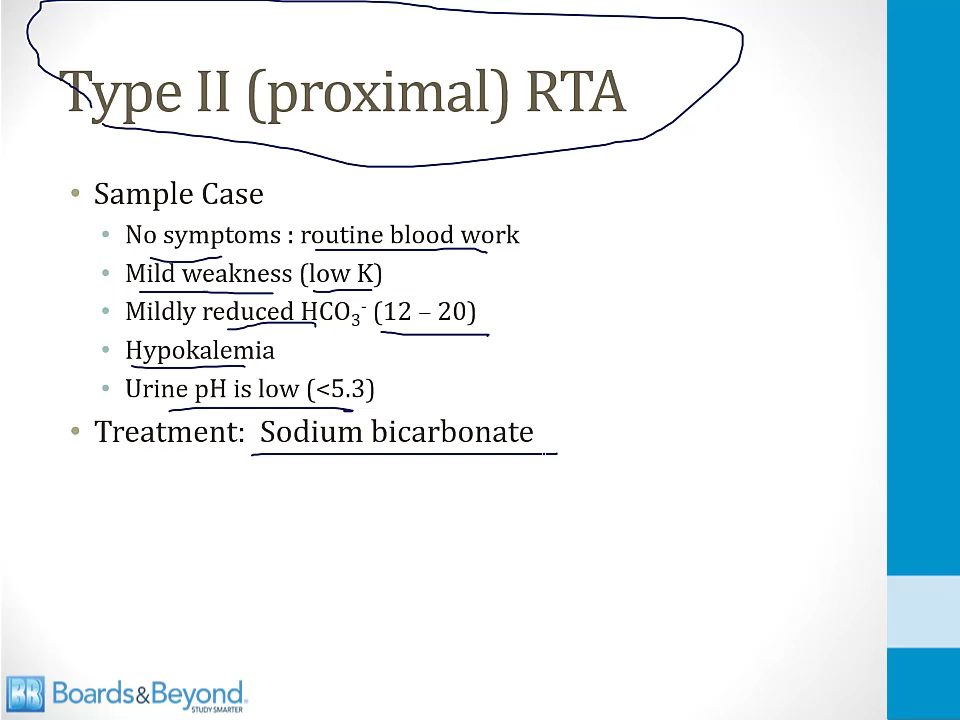 Type II (proximal) RTA
• Sample Case
• No symptoms : routine blood work
• Mild weakness (low K)
• Mildly reduced HCO₃⁻ (12 – 20)
• Hypokalemia
• Urine pH is low (<5.3)
• Treatment: Sodium bicarbonate
BB Boards&Beyond.
STUDY SMARTER